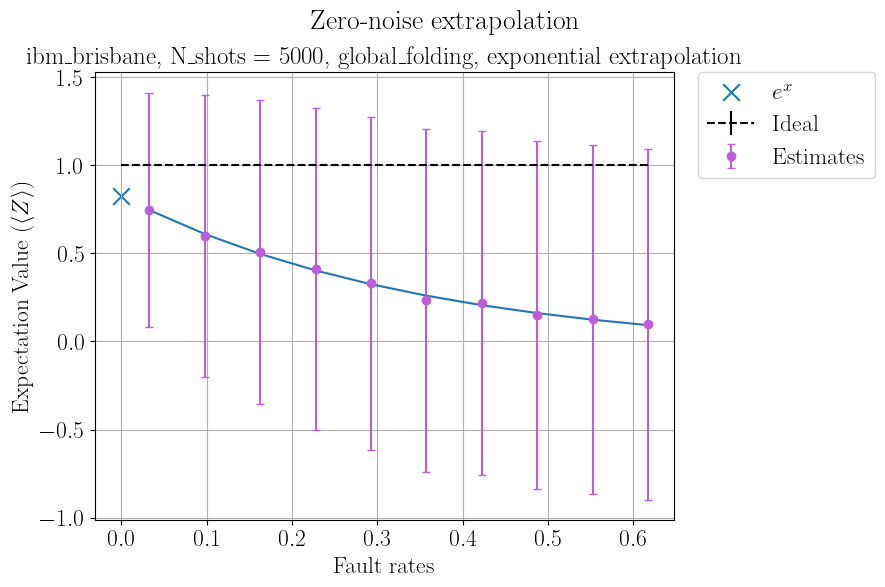 Zero-noise extrapolation
ibm_brisbane, N_shots = 5000, global_folding, exponential extrapolation
1.5
1.0
0.5
0.0
−0.5
−1.0
Expectation Value (⟨Z⟩)
0.0 0.1 0.2 0.3 0.4 0.5 0.6
Fault rates
e^x
Ideal
Estimates